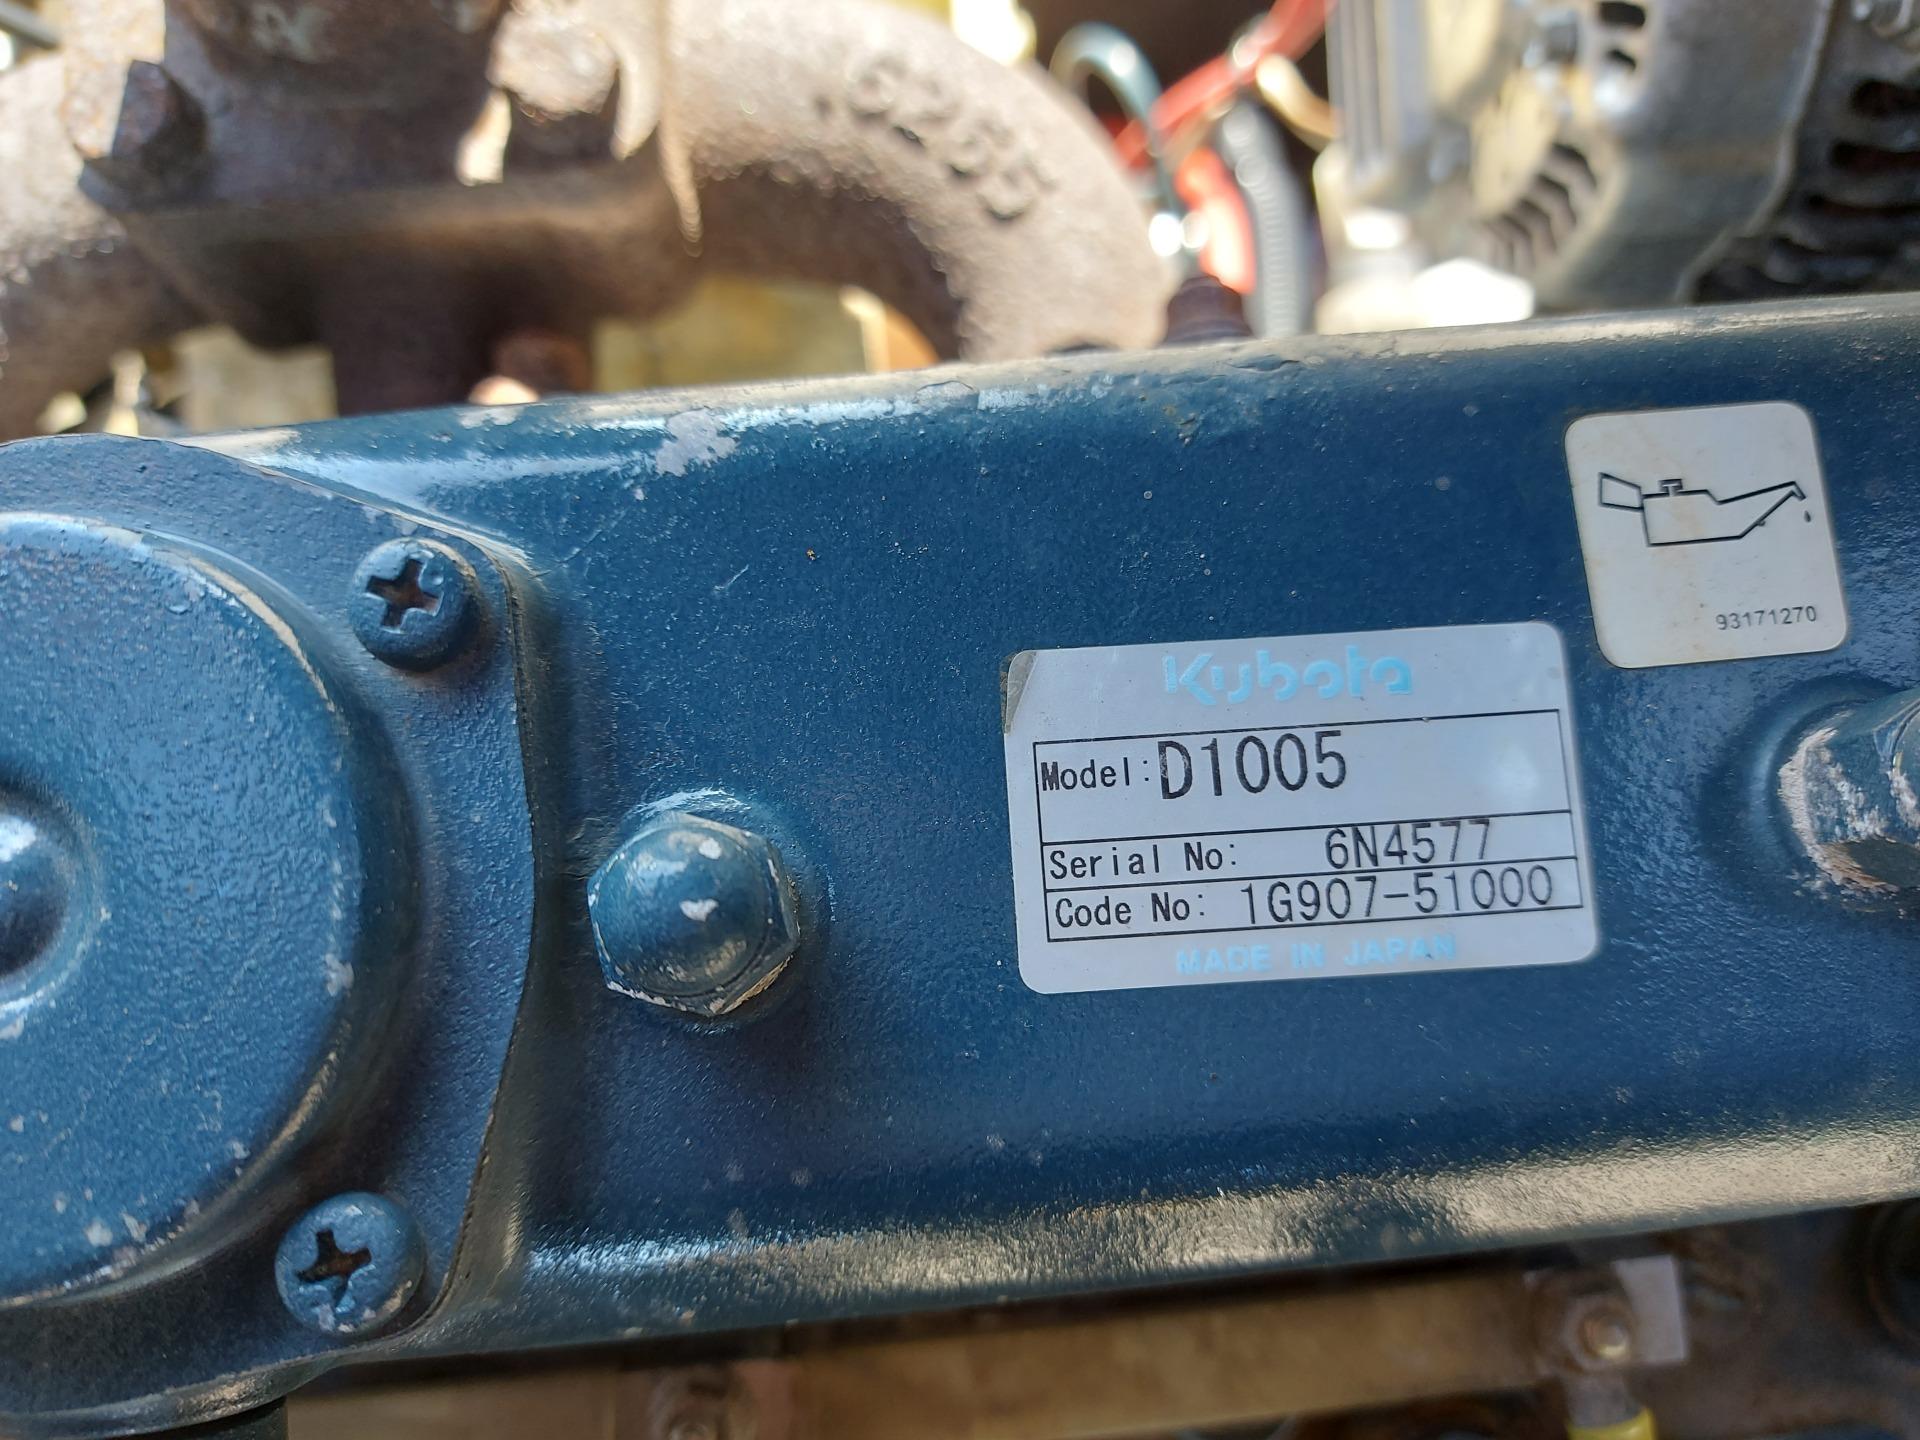 93171270
Kubota
Model: D1005
Serial No: 6N4577
Code No: 1G907-51000
MADE IN JAPAN